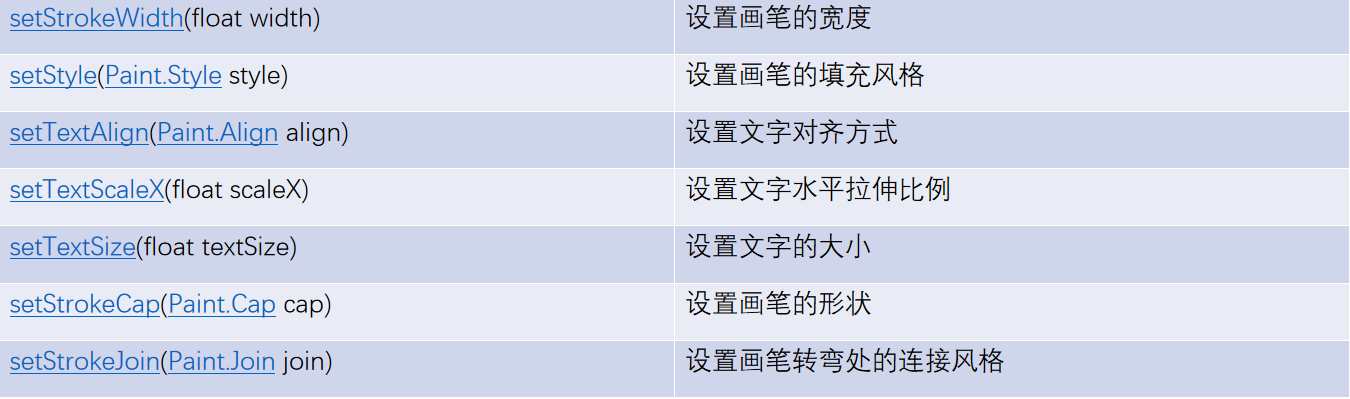 setStrokeWidth(float width) 设置画笔的宽度
setStyle(Paint.Style style) 设置画笔的填充风格
setTextAlign(Paint.Align align) 设置文字对齐方式
setTextScaleX(float scaleX) 设置文字水平拉伸比例
setTextSize(float textSize) 设置文字的大小
setStrokeCap(Paint.Cap cap) 设置画笔的形状
setStrokeJoin(Paint.Join join) 设置画笔转弯处的连接风格